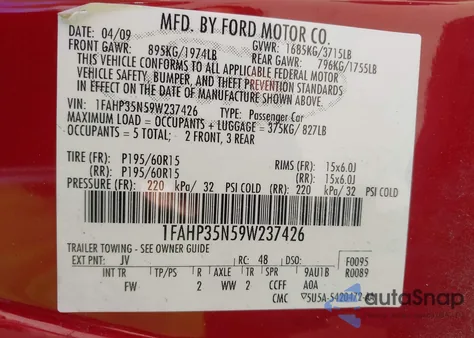 MFD. BY FORD MOTOR CO.
DATE: 04/09 GVWR: 1685KG/3715LB
FRONT GAWR: 895KG/1974LB REAR GAWR: 796KG/1755LB
THIS VEHICLE CONFORMS TO ALL APPLICABLE FEDERAL MOTOR
VEHICLE SAFETY, BUMPER, AND THEFT PREVENTION STANDARDS
IN EFFECT ON THE DATE OF MANUFACTURE SHOWN ABOVE.
VIN: 1FAHP35N59W237426 TYPE: Passenger Car
MAXIMUM LOAD = OCCUPANTS + LUGGAGE = 375KG/827LB
OCCUPANTS = 5 TOTAL: 2 FRONT, 3 REAR
TIRE (FR): P195/60R15 RIMS (FR): 15x6.0J
(RR): P195/60R15 (RR): 15x6.0J
PRESSURE (FR): 220 kPa/ 32 PSI COLD (RR): 220 kPa/ 32 PSI COLD
1FAHP35N59W237426
TRAILER TOWING - SEE OWNER GUIDE
EXT PNT: JV RC: 48 DSO: F0095
INT TR TP/PS R AXLE TR SPR 9AU1B R0089
FW 2 WW 2 CCFF AOA
CMC
autoSnap